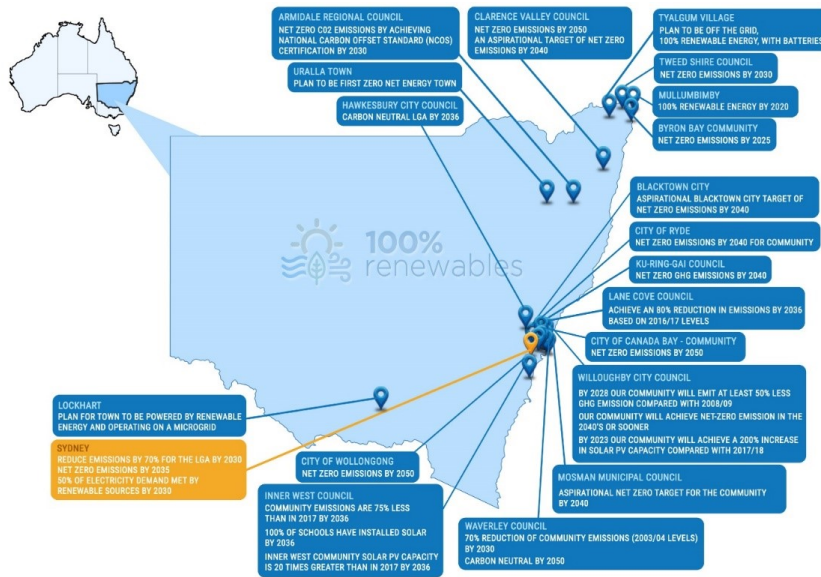 ARMIDALE REGIONAL COUNCIL
NET ZERO C02 EMISSIONS BY ACHIEVING
NATIONAL CARBON OFFSET STANDARD (NCOS)
CERTIFICATION BY 2030
CLARENCE VALLEY COUNCIL
NET ZERO EMISSIONS BY 2050
AN ASPIRATIONAL TARGET OF NET ZERO
EMISSIONS BY 2040
TYALGUM VILLAGE
PLAN TO BE OFF THE GRID,
100% RENEWABLE ENERGY, WITH BATTERIES
URALLA TOWN
PLAN TO BE FIRST ZERO NET ENERGY TOWN
TWEED SHIRE COUNCIL
NET ZERO EMISSIONS BY 2030
HAWKESBURY CITY COUNCIL
CARBON NEUTRAL LGA BY 2036
MULLUMBIMBY
100% RENEWABLE ENERGY BY 2020
BYRON BAY COMMUNITY
NET ZERO EMISSIONS BY 2025
BLACKTOWN CITY
ASPIRATIONAL BLACKTOWN CITY TARGET OF
NET ZERO EMISSIONS BY 2040
CITY OF RYDE
NET ZERO EMISSIONS BY 2040 FOR COMMUNITY
100%
renewables
KU-RING-GAI COUNCIL
NET ZERO GHG EMISSIONS BY 2040
LANE COVE COUNCIL
ACHIEVE AN 80% REDUCTION IN EMISSIONS BY 2036
BASED ON 2016/17 LEVELS
CITY OF CANADA BAY - COMMUNITY
NET ZERO EMISSIONS BY 2050
WILLOUGHBY CITY COUNCIL
BY 2028 OUR COMMUNITY WILL EMIT AT LEAST 50% LESS
GHG EMISSION COMPARED WITH 2008/09
OUR COMMUNITY WILL ACHIEVE NET-ZERO EMISSION IN THE
2040'S OR SOONER
BY 2023 OUR COMMUNITY WILL ACHIEVE A 200% INCREASE
IN SOLAR PV CAPACITY COMPARED WITH 2017/18
LOCKHART
PLAN FOR TOWN TO BE POWERED BY RENEWABLE
ENERGY AND OPERATING ON A MICROGRID
SYDNEY
REDUCE EMISSIONS BY 70% FOR THE LGA BY 2030
NET ZERO EMISSIONS BY 2035
50% OF ELECTRICITY DEMAND MET BY
RENEWABLE SOURCES BY 2030
CITY OF WOLLONGONG
NET ZERO EMISSIONS BY 2050
MOSMAN MUNICIPAL COUNCIL
ASPIRATIONAL NET ZERO TARGET FOR THE COMMUNITY
BY 2040
INNER WEST COUNCIL
COMMUNITY EMISSIONS ARE 75% LESS
THAN IN 2017 BY 2036
100% OF SCHOOLS HAVE INSTALLED SOLAR
BY 2036
INNER WEST COMMUNITY SOLAR PV CAPACITY
IS 20 TIMES GREATER THAN IN 2017 BY 2036
WAVERLEY COUNCIL
70% REDUCTION OF COMMUNITY EMISSIONS (2003/04 LEVELS)
BY 2030
CARBON NEUTRAL BY 2050